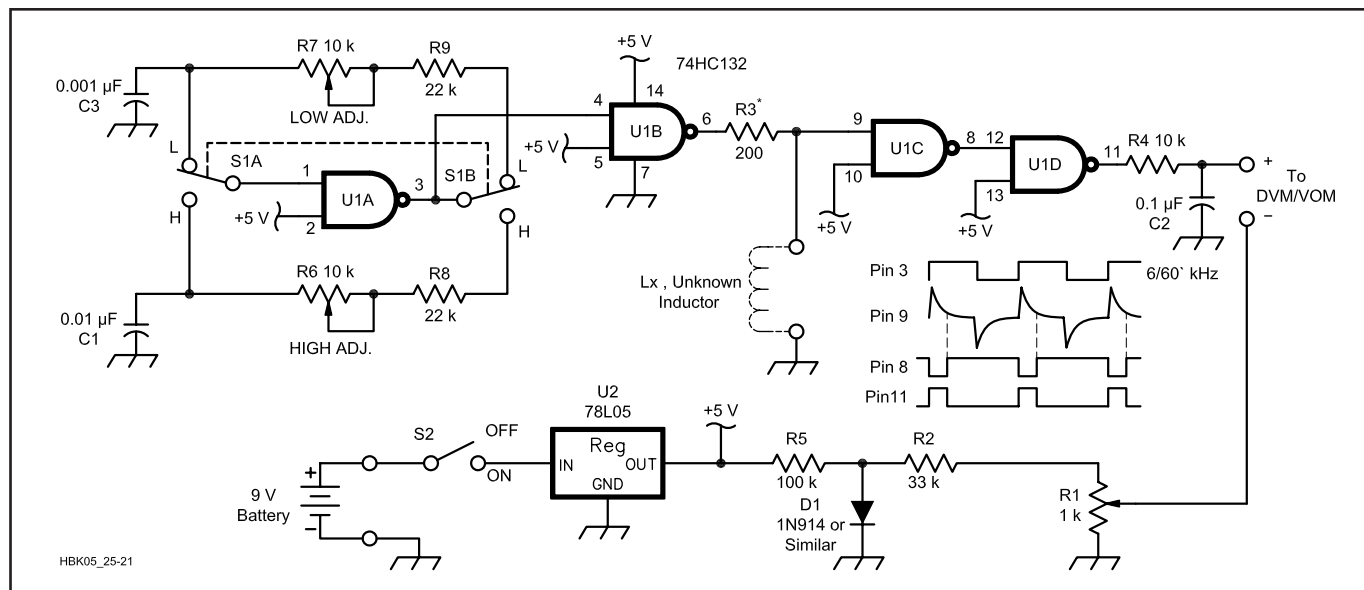 R7 10 k
R9
22 k
0.001 µF
C3
LOW ADJ.
L
S1A
H
+5 V
1
2
U1A
3
S1B
L
H
R6 10 k
R8
22 k
0.01 µF
C1
HIGH ADJ.
+5 V
14
74HC132
4
+5 V
5
U1B
6
7
R3*
200
9
10
+5 V
U1C
8
12
13
+5 V
U1D
11
R4 10 k
0.1 µF
C2
+
To
DVM/VOM
−
Lx , Unknown
Inductor
Pin 3
6/60` kHz
Pin 9
Pin 8
Pin11
9 V
Battery
+
−
S2
OFF
ON
U2
78L05
Reg
IN
OUT
GND
+5 V
R5
100 k
D1
1N914 or
Similar
R2
33 k
R1
1 k
HBK05_25-21